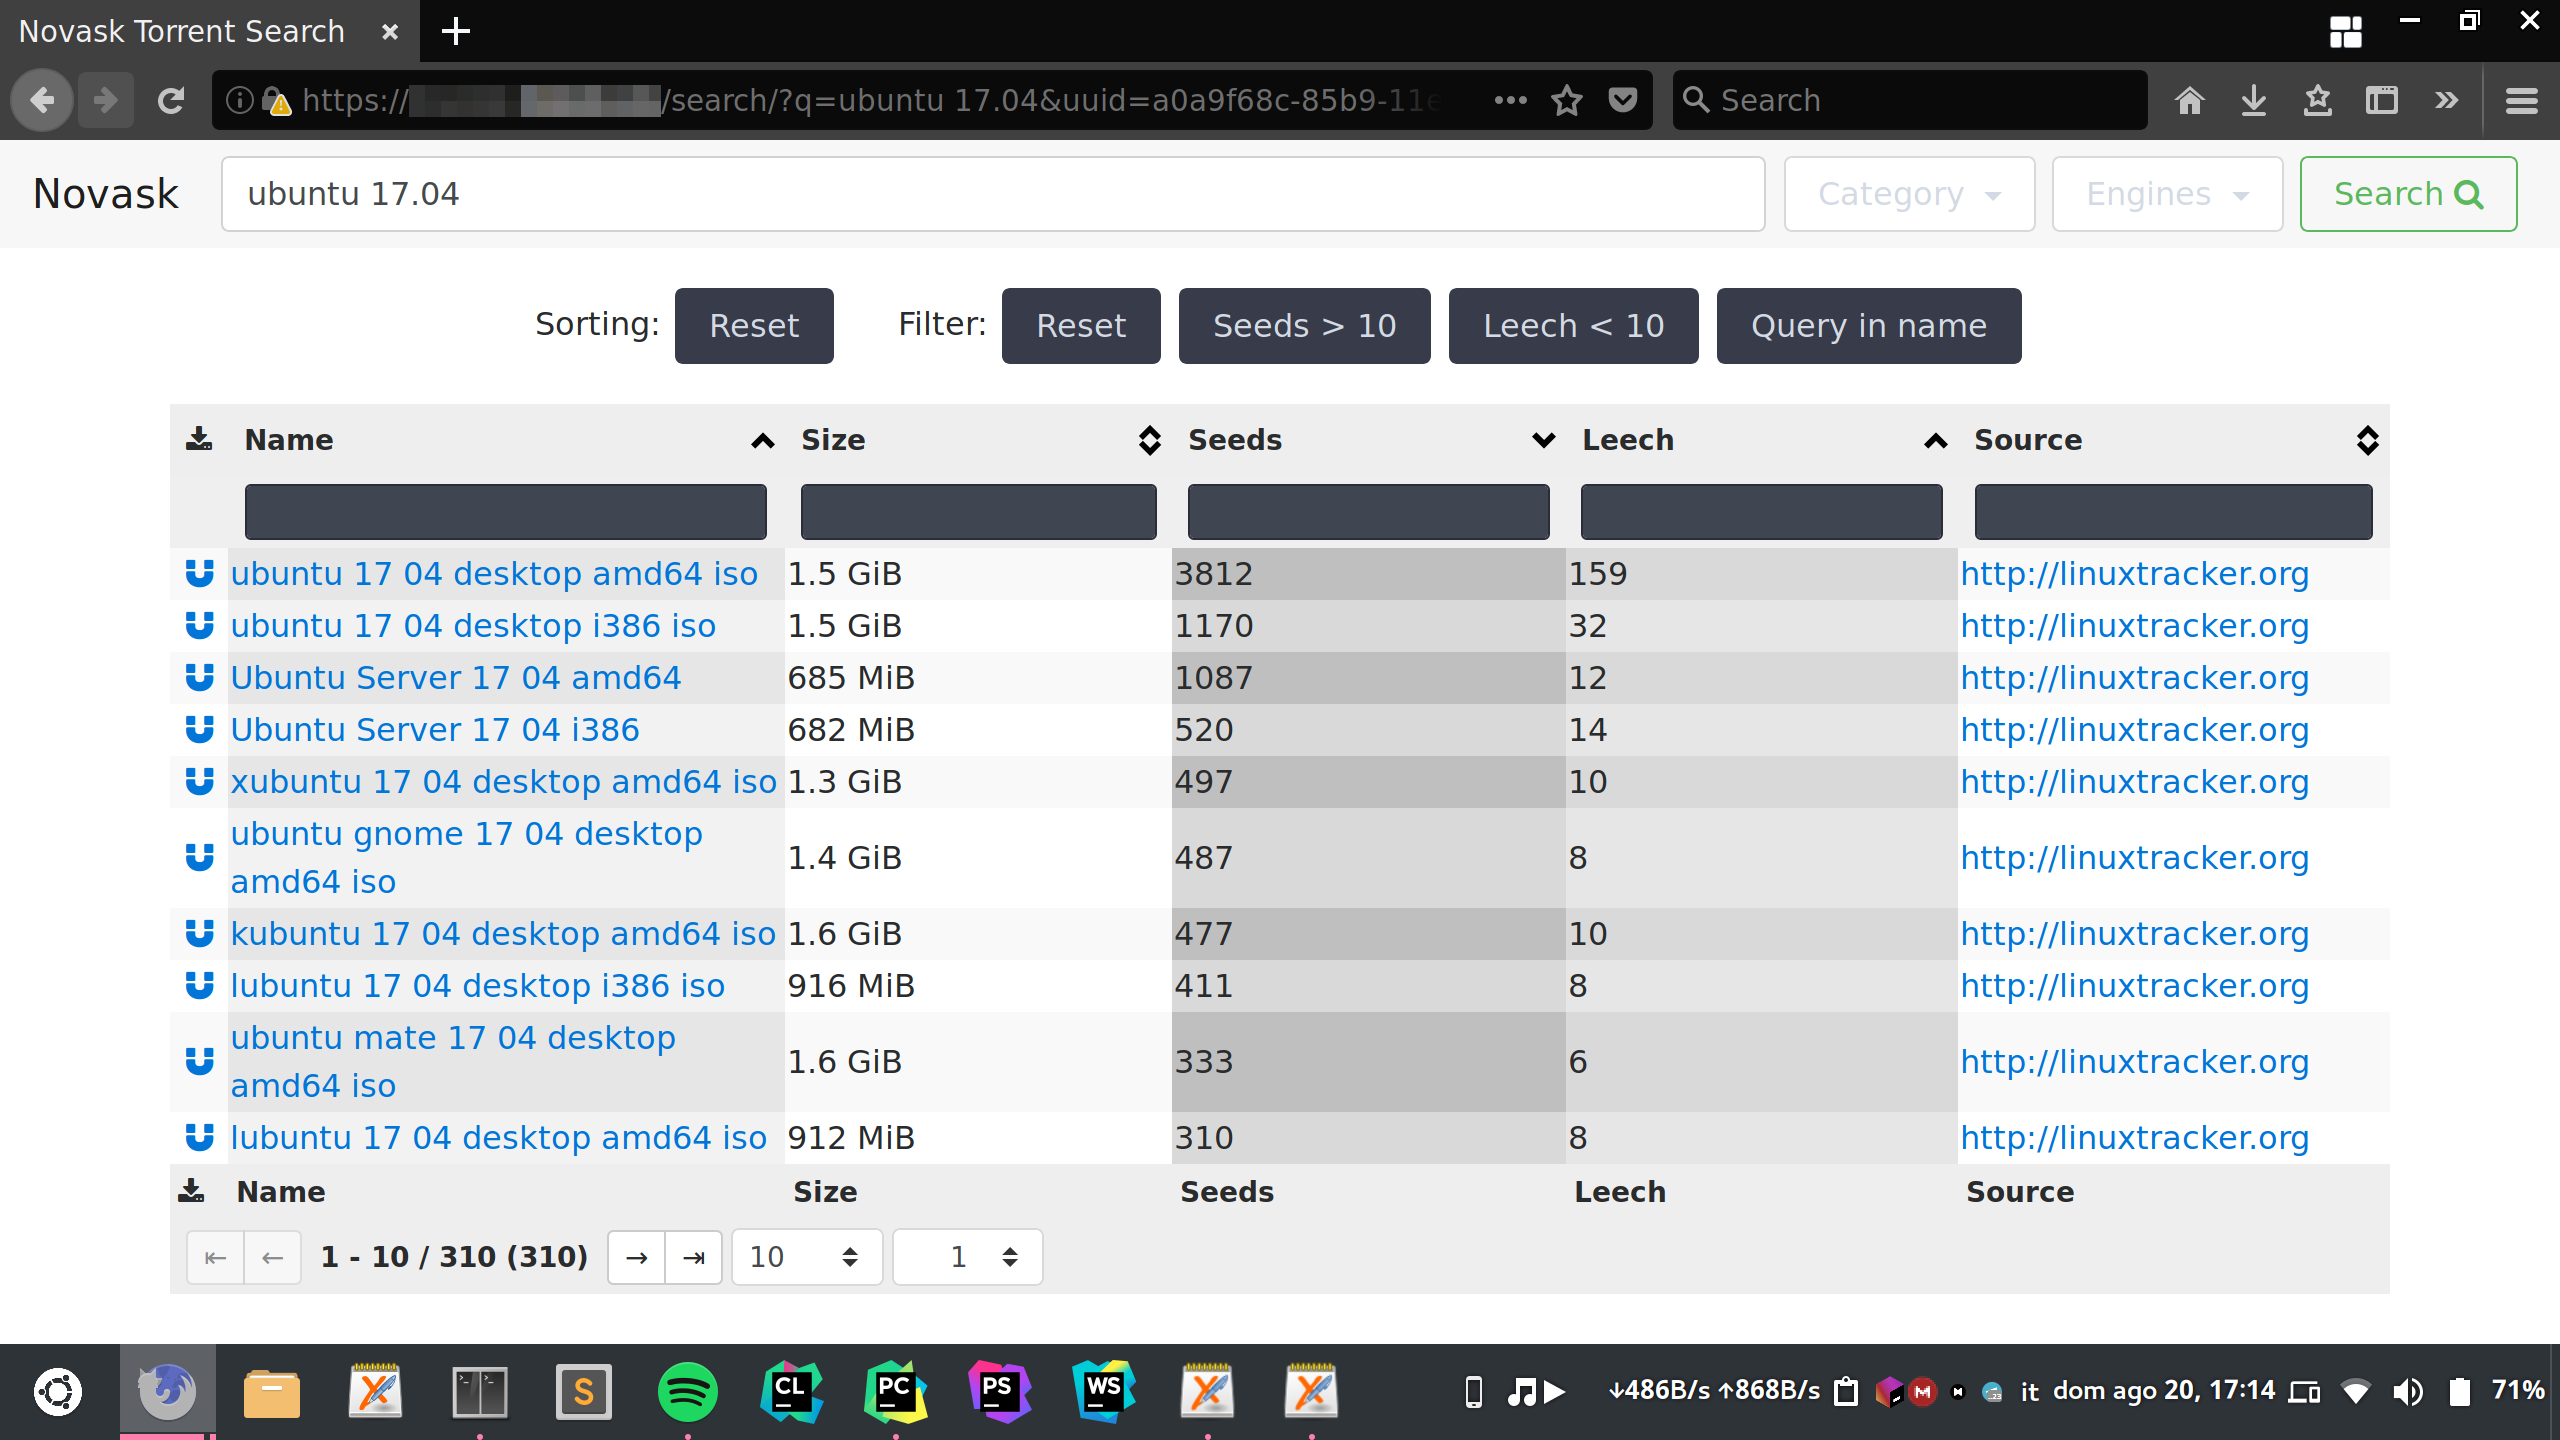 Novask Torrent Search
https:// /search/?q=ubuntu 17.04&uuid=a0a9f68c-85b9-11e
Search
Novask
ubuntu 17.04
Category
Engines
Search
Sorting: Reset Filter: Reset Seeds > 10 Leech < 10 Query in name
Name Size Seeds Leech Source
ubuntu 17 04 desktop amd64 iso 1.5 GiB 3812 159 http://linuxtracker.org
ubuntu 17 04 desktop i386 iso 1.5 GiB 1170 32 http://linuxtracker.org
Ubuntu Server 17 04 amd64 685 MiB 1087 12 http://linuxtracker.org
Ubuntu Server 17 04 i386 682 MiB 520 14 http://linuxtracker.org
xubuntu 17 04 desktop amd64 iso 1.3 GiB 497 10 http://linuxtracker.org
ubuntu gnome 17 04 desktop
amd64 iso 1.4 GiB 487 8 http://linuxtracker.org
kubuntu 17 04 desktop amd64 iso 1.6 GiB 477 10 http://linuxtracker.org
lubuntu 17 04 desktop i386 iso 916 MiB 411 8 http://linuxtracker.org
ubuntu mate 17 04 desktop
amd64 iso 1.6 GiB 333 6 http://linuxtracker.org
lubuntu 17 04 desktop amd64 iso 912 MiB 310 8 http://linuxtracker.org
Name Size Seeds Leech Source
⇤ ← 1 - 10 / 310 (310) → ⇥ 10 1
S CL PC PS WS ↓486B/s ↑868B/s it dom ago 20, 17:14 71%